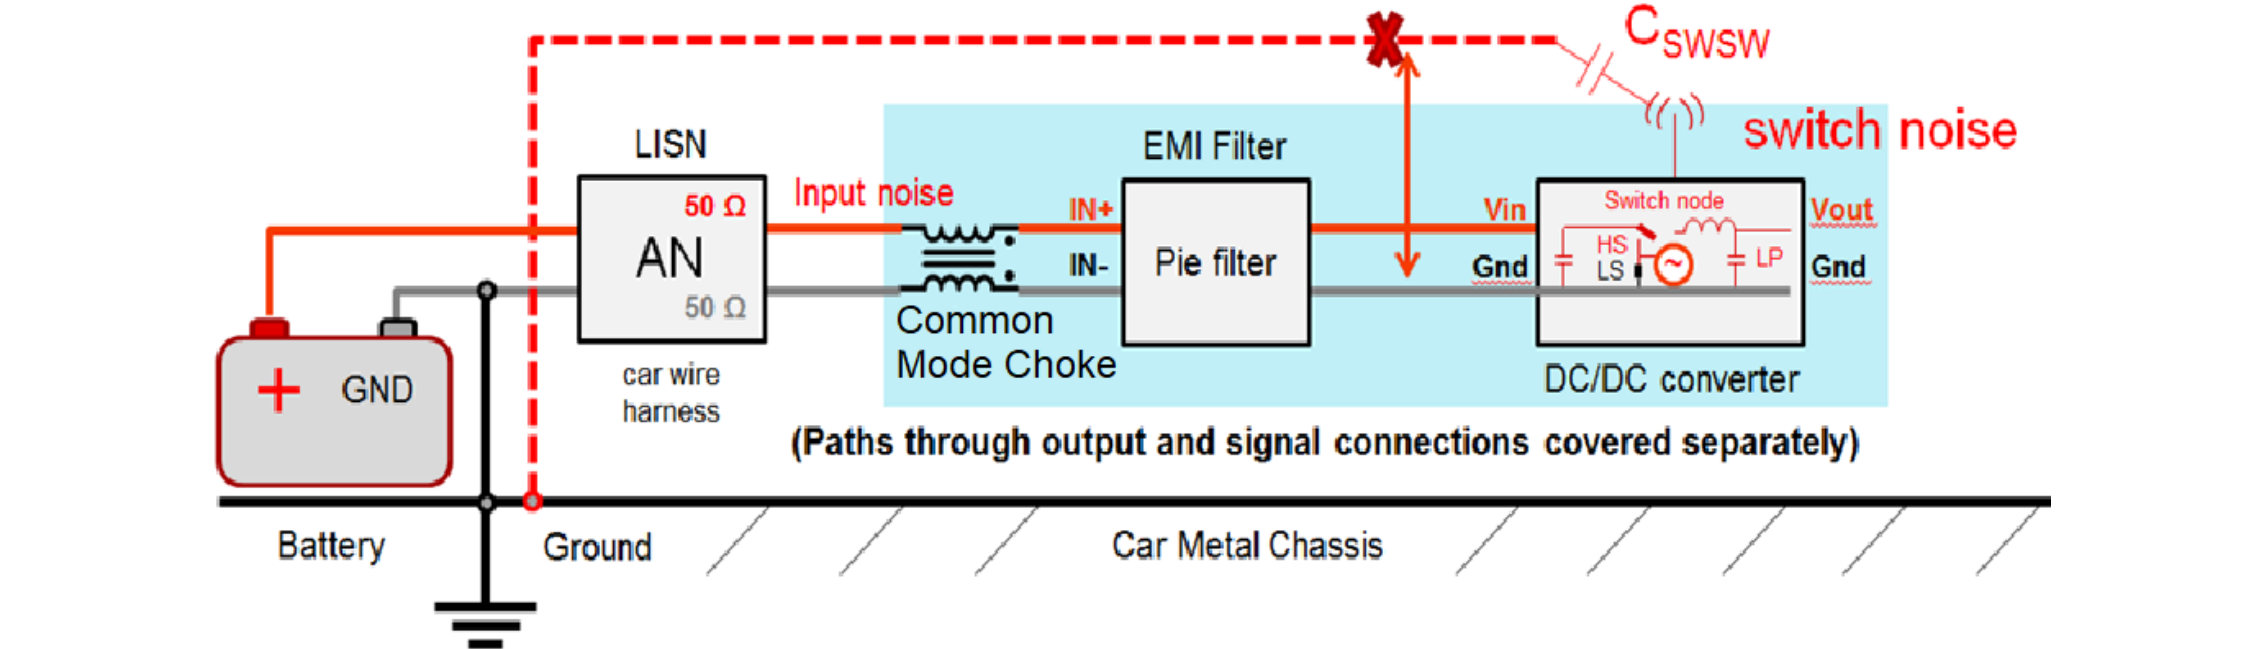 CSWSW
switch noise
LISN
EMI Filter
50 Ω
AN
50 Ω
Input noise
IN+
IN-
Pie filter
Vin
Gnd
Switch node
HS
LS
~
LP
Vout
Gnd
Common
Mode Choke
DC/DC converter
car wire
harness
+ GND
(Paths through output and signal connections covered separately)
Battery
Ground
Car Metal Chassis